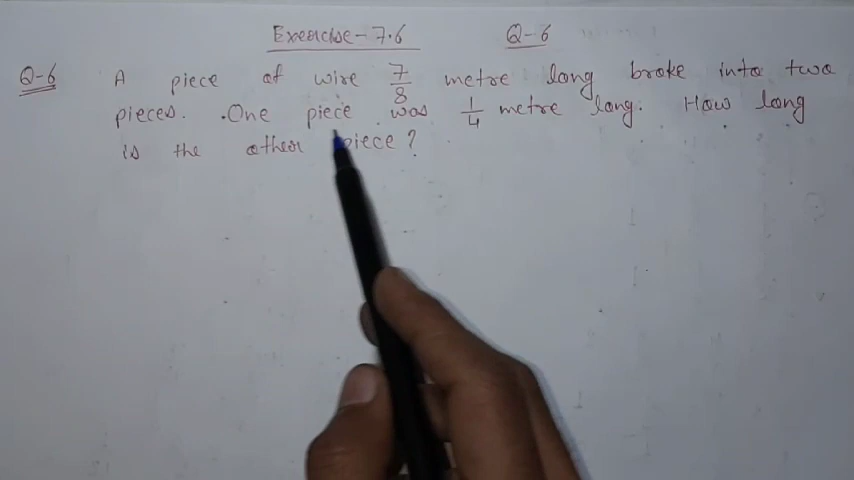 Exercise-7.6 Q-6
Q-6 A piece of wire 7/8 metre long broke into two
pieces. One piece was 1/4 metre long. How long
is the other piece?